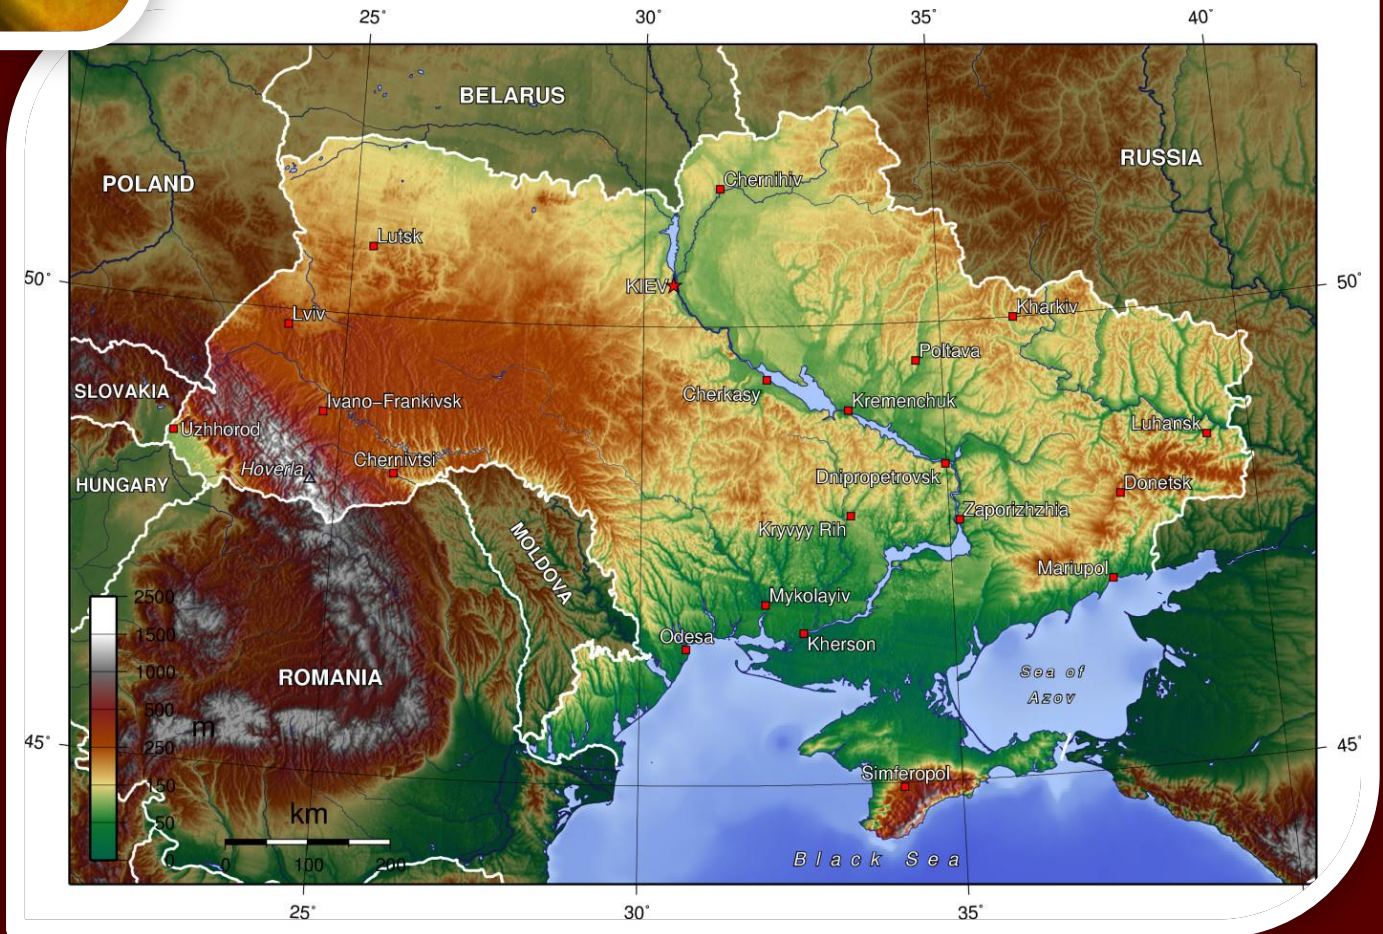 25°
30°
35°
40°
BELARUS
RUSSIA
POLAND
Chernihiv
Lutsk
50°
50°
KIEV
Kharkiv
Lviv
Poltava
SLOVAKIA
Cherkasy
Ivano–Frankivsk
Kremenchuk
Uzhhorod
Luhansk
Chernivtsi
Hoverla
Dnipropetrovsk
HUNGARY
Donetsk
Zaporizhzhia
Kryvyy Rih
MOLDOVA
Mariupol
2500
Mykolayiv
1500
Odesa
Kherson
1000
ROMANIA
Sea of
Azov
500
m
250
45°
45°
150
Simferopol
50
km
0
0
100
200
Black Sea
25°
30°
35°